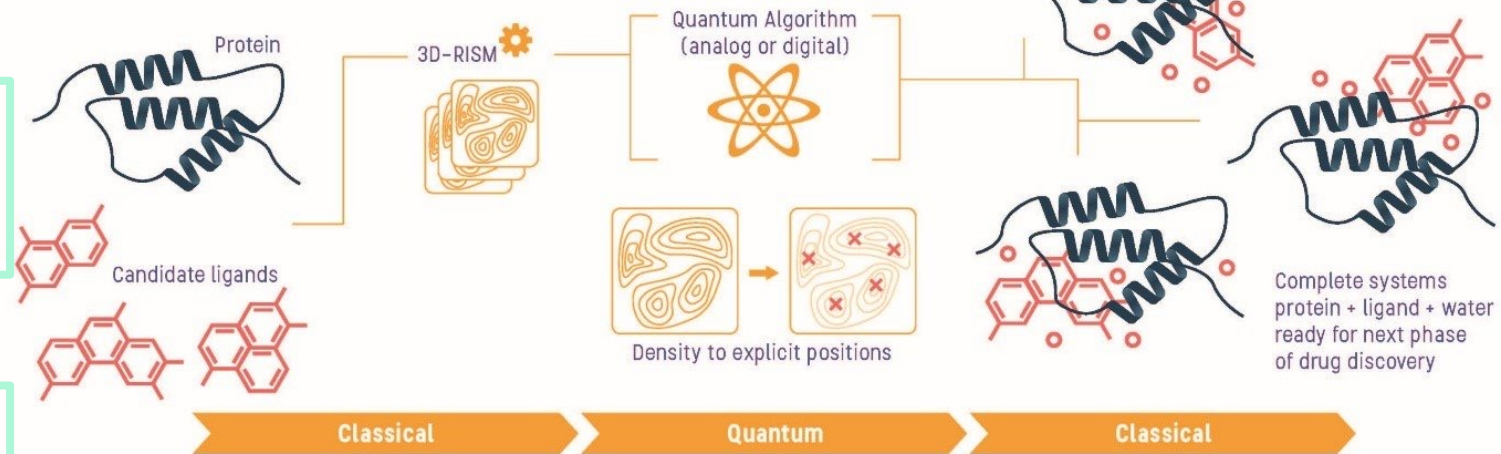 Protein
3D-RISM
Quantum Algorithm
(analog or digital)
Candidate ligands
Density to explicit positions
Complete systems
protein + ligand + water
ready for next phase
of drug discovery
Classical
Quantum
Classical